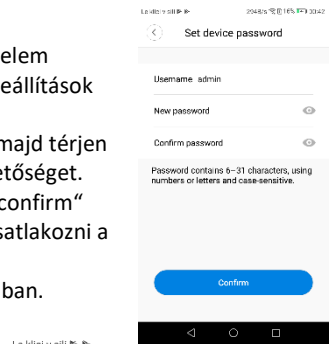 elem
eállítások
majd térjen
etőséget.
confirm“
satlakozni a
ban.
Set device password
Username admin
New password
Confirm password
Password contains 6–31 characters, using
numbers or letters and case-sensitive.
Confirm